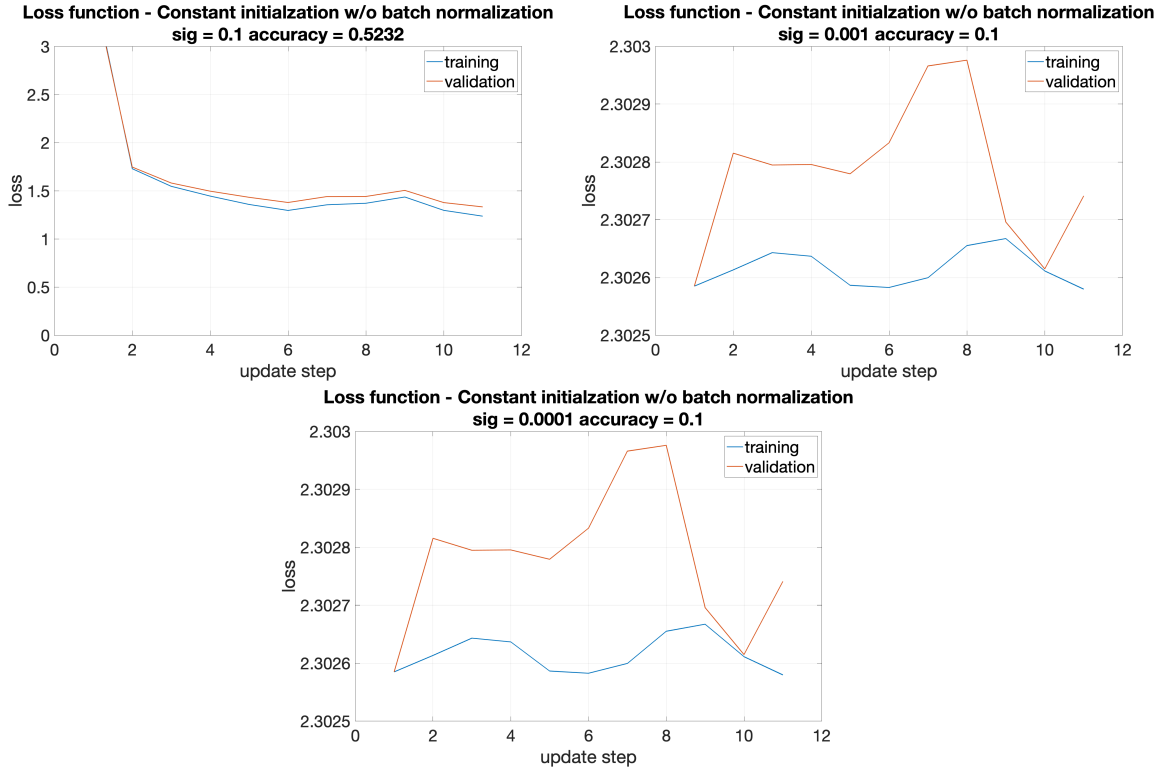 Loss function - Constant initialzation w/o batch normalization
sig = 0.1 accuracy = 0.5232
3
2.5
2
1.5
1
0.5
0
loss
training
validation
0 2 4 6 8 10 12
update step
Loss function - Constant initialzation w/o batch normalization
sig = 0.001 accuracy = 0.1
2.303
2.3029
2.3028
2.3027
2.3026
2.3025
loss
training
validation
0 2 4 6 8 10 12
update step
Loss function - Constant initialzation w/o batch normalization
sig = 0.0001 accuracy = 0.1
2.303
2.3029
2.3028
2.3027
2.3026
2.3025
loss
training
validation
0 2 4 6 8 10 12
update step